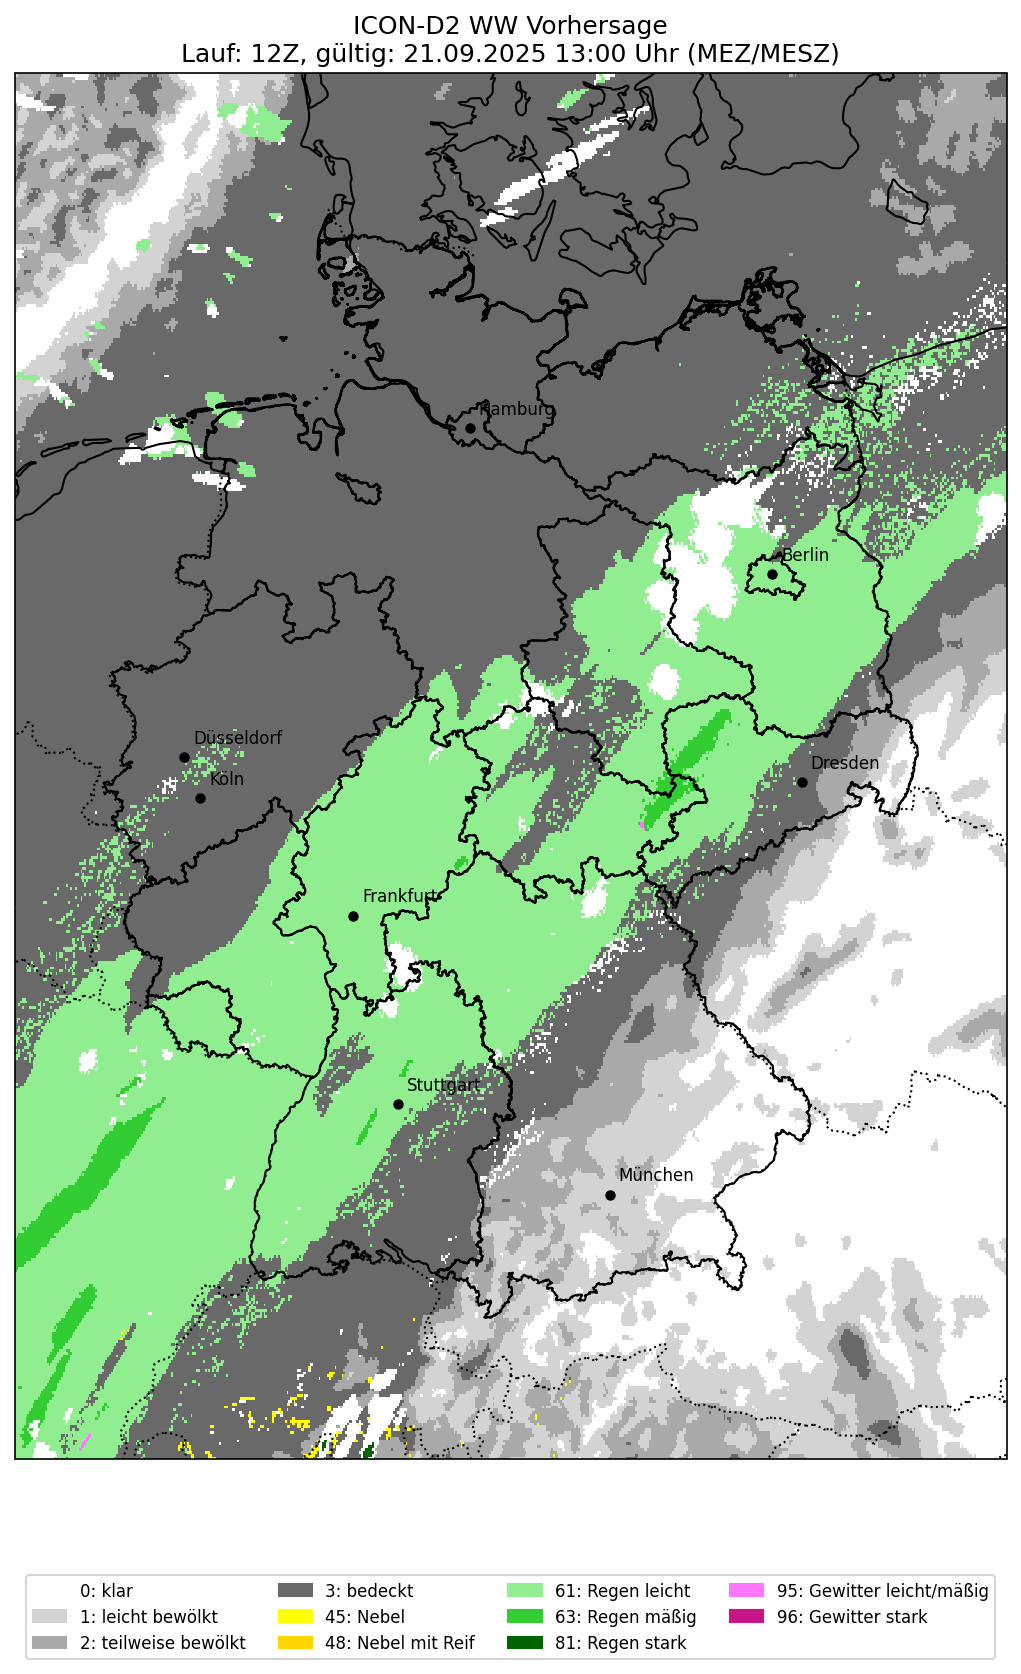 ICON-D2 WW Vorhersage
Lauf: 12Z, gültig: 21.09.2025 13:00 Uhr (MEZ/MESZ)
Hamburg
Berlin
Düsseldorf
Köln
Dresden
Frankfurt
Stuttgart
München
0: klar
1: leicht bewölkt
2: teilweise bewölkt
3: bedeckt
45: Nebel
48: Nebel mit Reif
61: Regen leicht
63: Regen mäßig
81: Regen stark
95: Gewitter leicht/mäßig
96: Gewitter stark